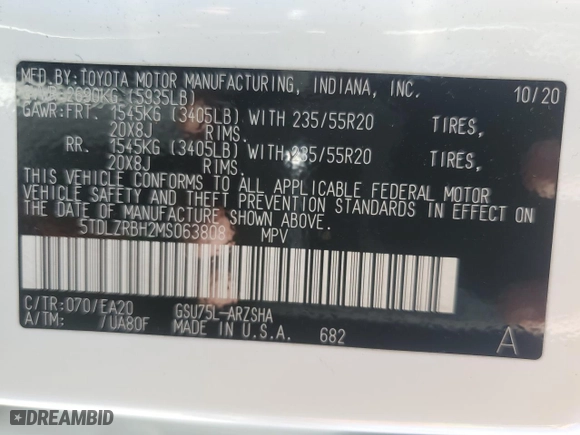 MFD.BY:TOYOTA MOTOR MANUFACTURING, INDIANA, INC. 10/20
2690KG (5935LB)
GAWR:FRT. 1545KG (3405LB) WITH 235/55R20 TIRES,
20X8J RIMS.
RR. 1545KG (3405LB) WITH 235/55R20 TIRES,
20X8J RIMS.
THIS VEHICLE CONFORMS TO ALL APPLICABLE FEDERAL MOTOR
VEHICLE SAFETY AND THEFT PREVENTION STANDARDS IN EFFECT ON
THE DATE OF MANUFACTURE SHOWN ABOVE.
5TDLZRBH2MS063808 MPV
C/TR:070/EA20 GSU75L-ARZSHA
A/TM: /UA80F MADE IN U.S.A. 682 A
DREAMBID